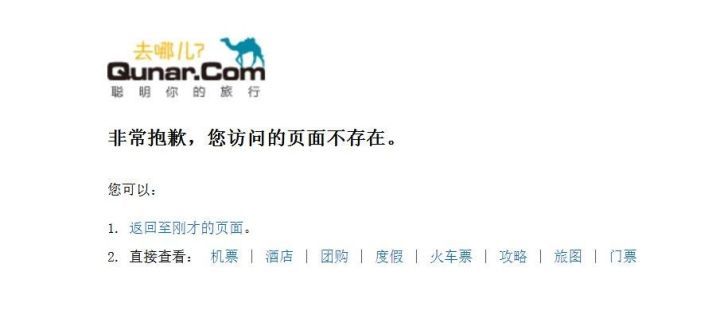 去哪儿?
Qunar.Com
聪明你的旅行
非常抱歉，您访问的页面不存在。
您可以：
1. 返回至刚才的页面。
2. 直接查看： 机票 | 酒店 | 团购 | 度假 | 火车票 | 攻略 | 旅图 | 门票